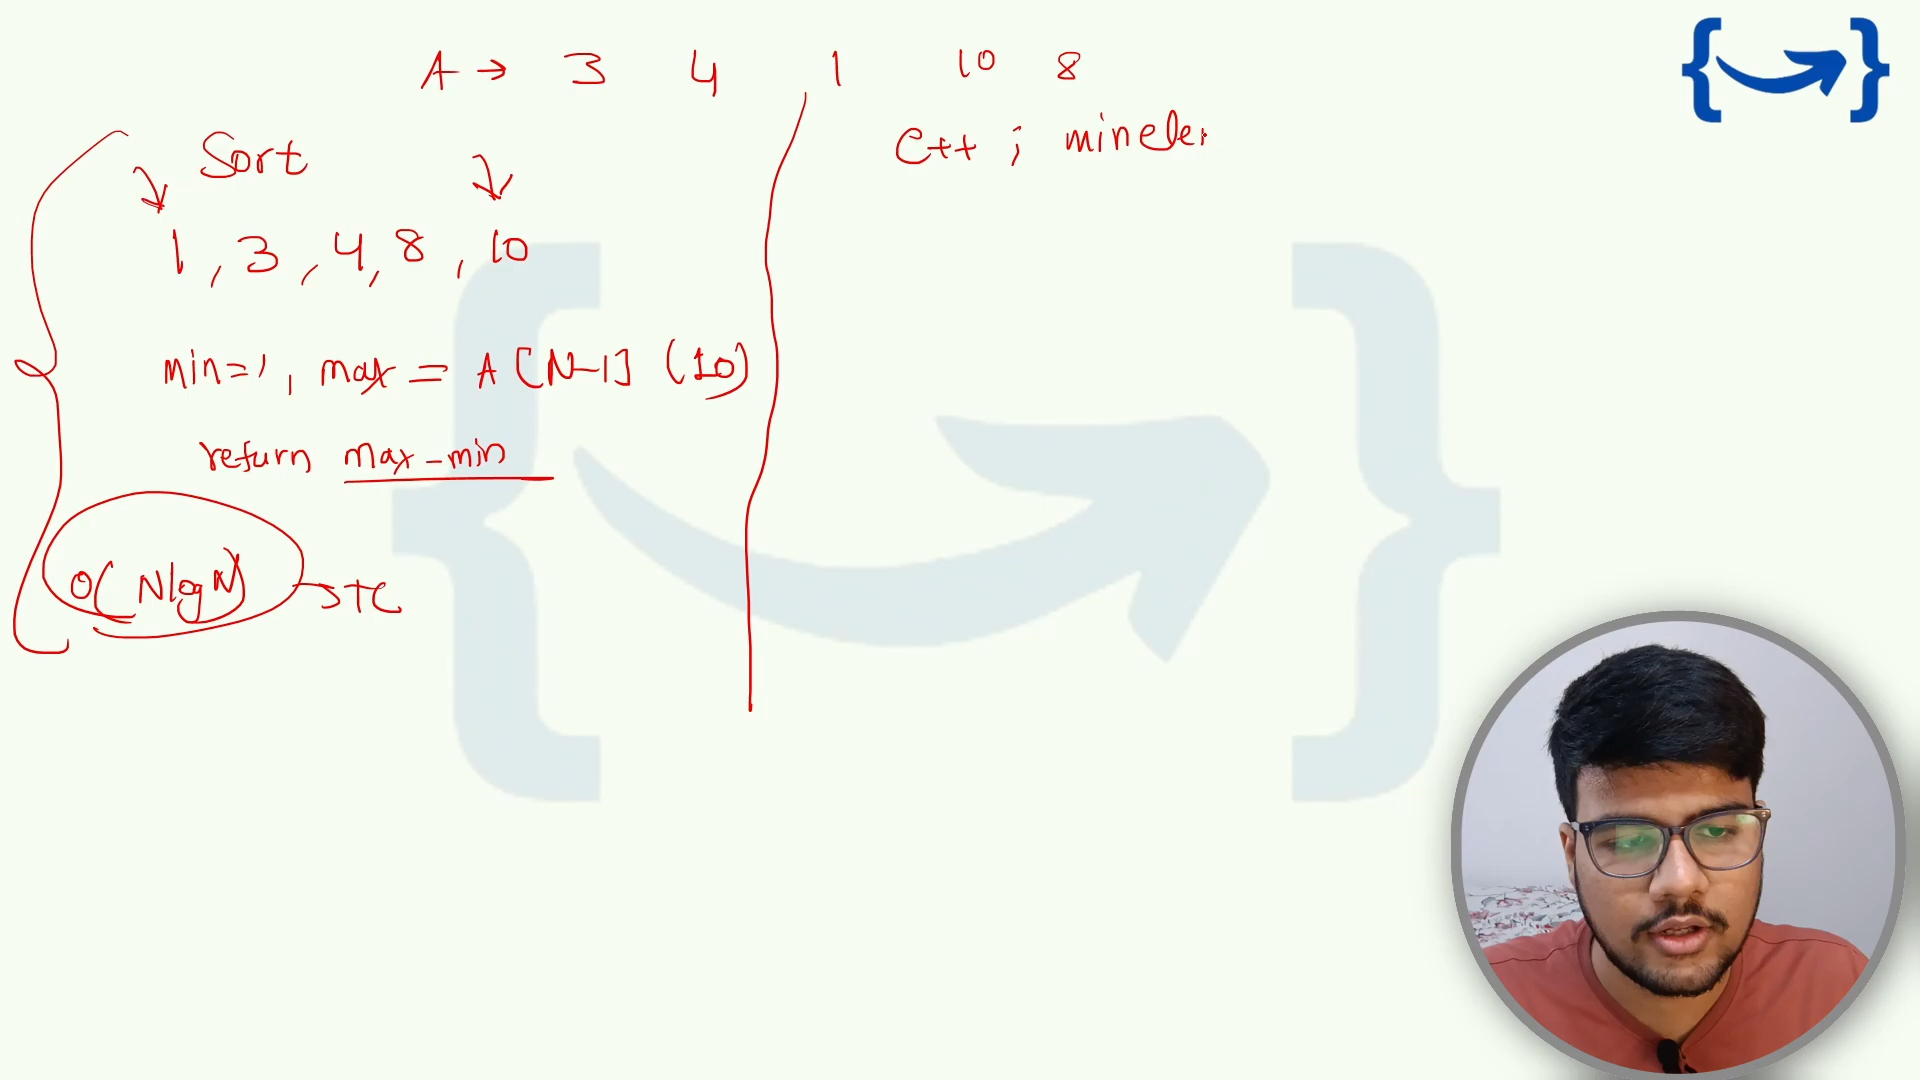 A → 3 4 1 10 8
Sort
1, 3, 4, 8, 10
min=1, max = A[N-1] (10)
return max-min
O(NlogN) → TC
C++ ; minele